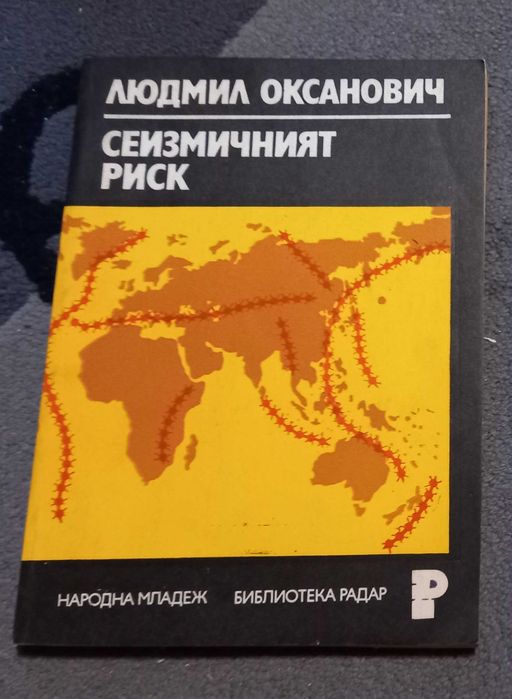 ЛЮДМИЛ ОКСАНОВИЧ
СЕИЗМИЧНИЯТ
РИСК
НАРОДНА МЛАДЕЖ БИБЛИОТЕКА РАДАР